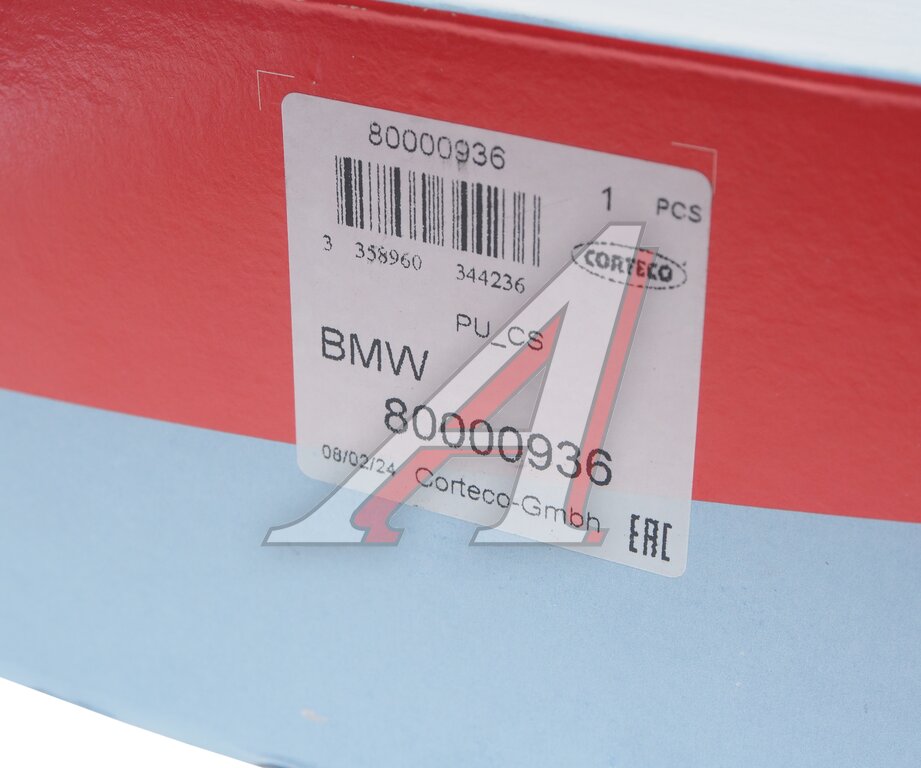 80000936
1 PCS
3 358960 344236
CORTECO
PU_CS
BMW
80000936
08/02/24 Corteco-Gmbh
EAC